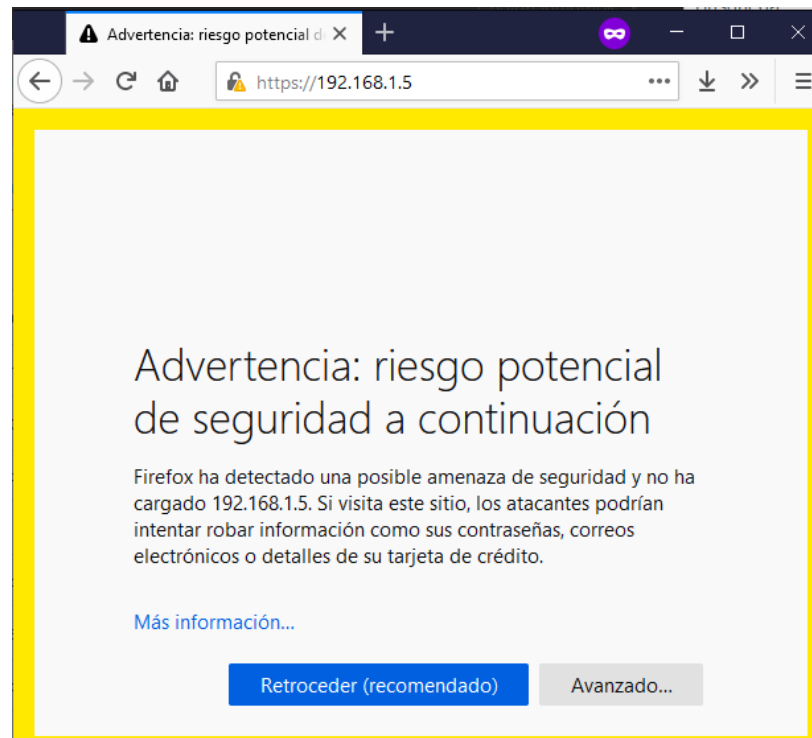 Advertencia: riesgo potencial d
https://192.168.1.5
Advertencia: riesgo potencial
de seguridad a continuación
Firefox ha detectado una posible amenaza de seguridad y no ha
cargado 192.168.1.5. Si visita este sitio, los atacantes podrían
intentar robar información como sus contraseñas, correos
electrónicos o detalles de su tarjeta de crédito.
Más información...
Retroceder (recomendado)
Avanzado...